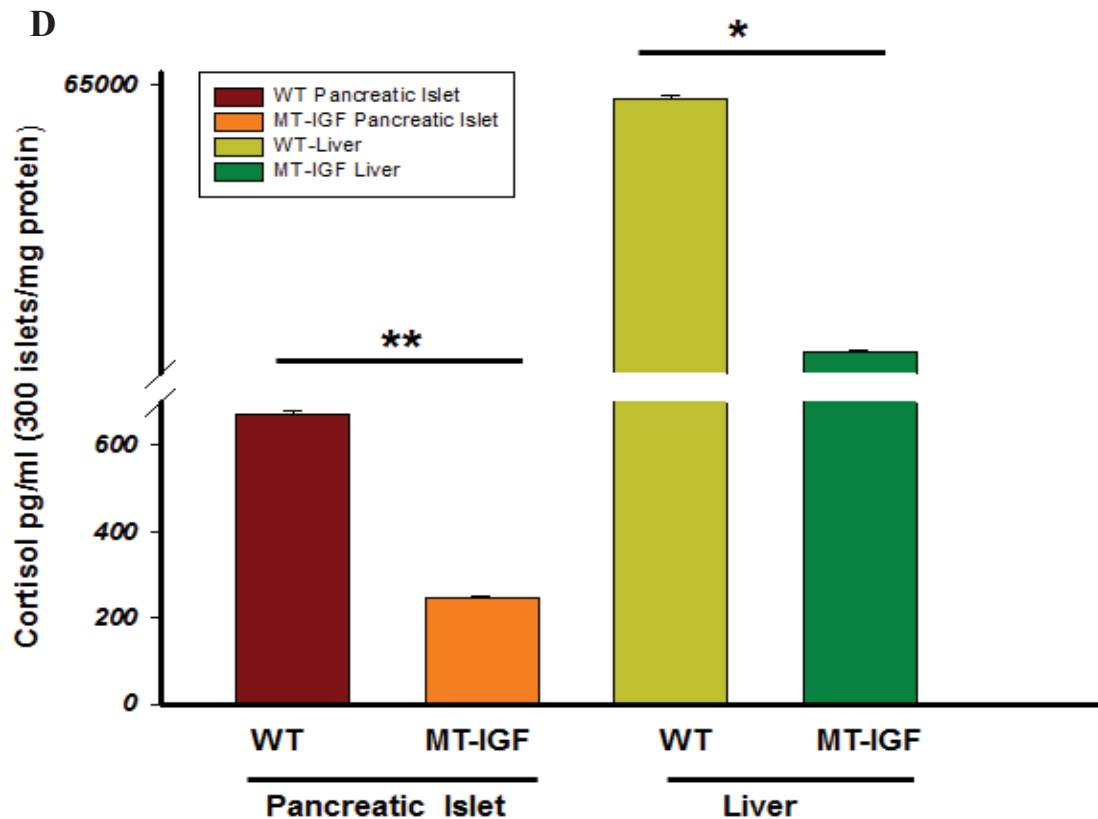 D
*
65000
WT Pancreatic Islet
MT-IGF Pancreatic Islet
WT-Liver
MT-IGF Liver
**
Cortisol pg/ml (300 islets/mg protein)
600
400
200
0
WT MT-IGF WT MT-IGF
Pancreatic Islet Liver